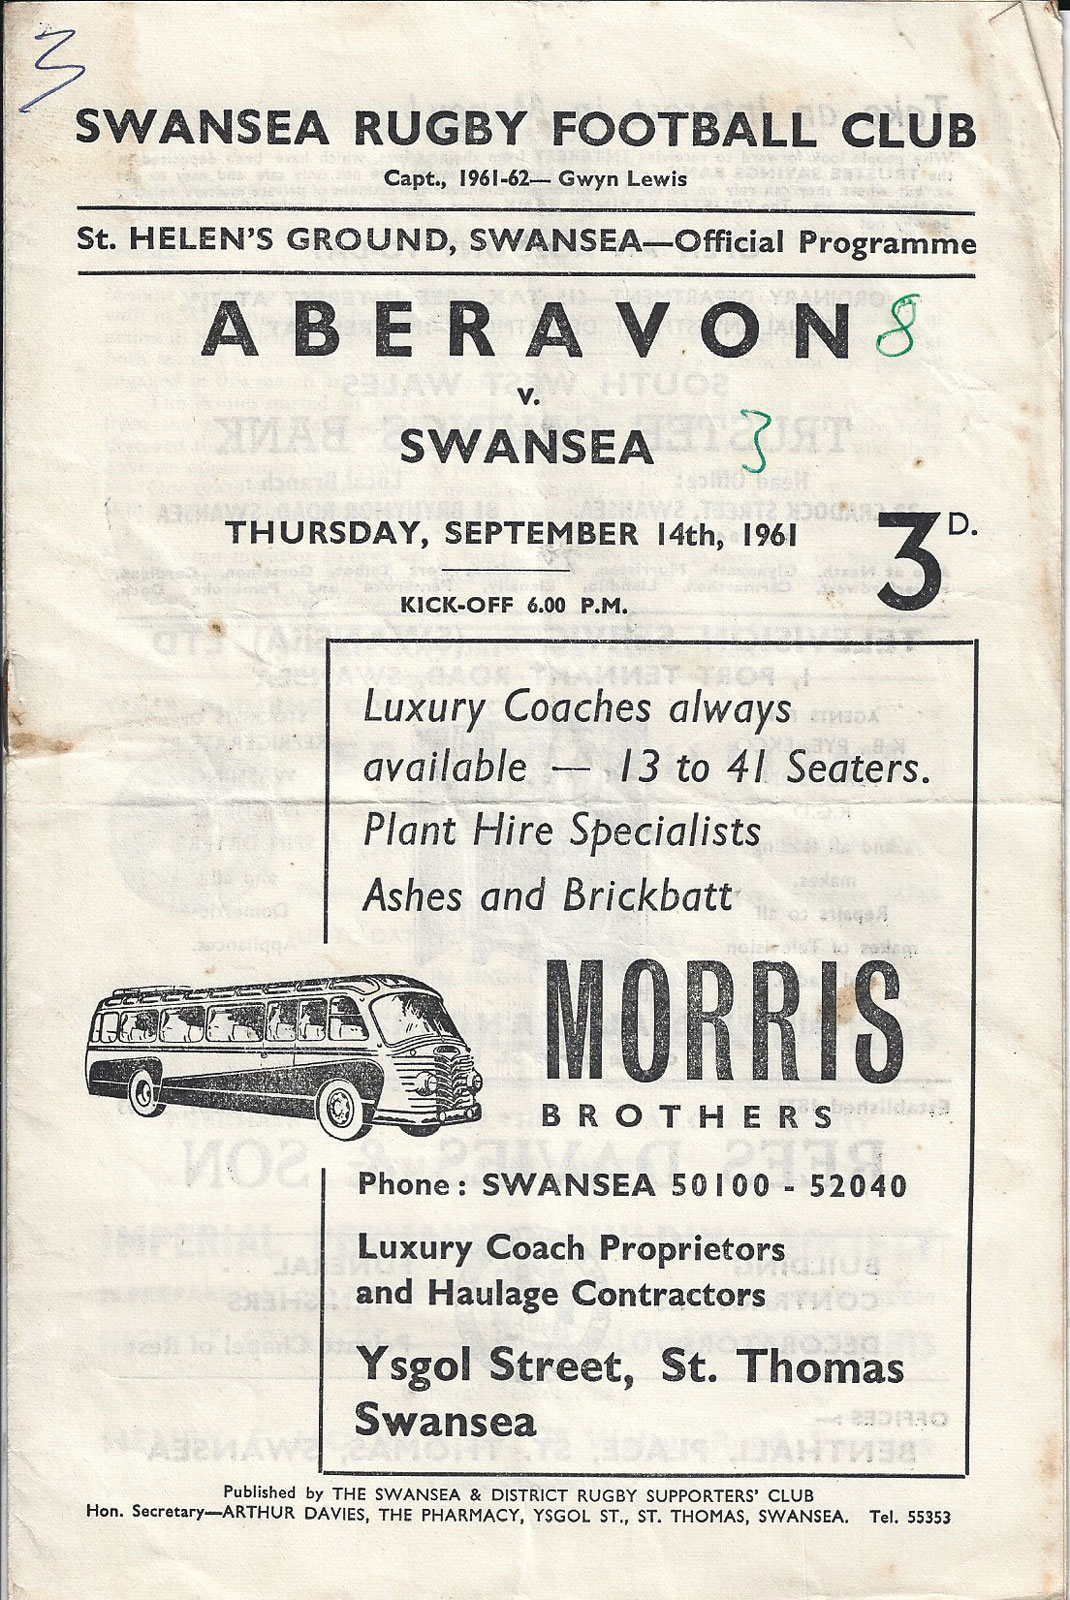 3
SWANSEA RUGBY FOOTBALL CLUB
Capt., 1961-62— Gwyn Lewis
St. HELEN'S GROUND, SWANSEA—Official Programme
ABERAVON 8
v.
SWANSEA 3
THURSDAY, SEPTEMBER 14th, 1961
3D.
KICK-OFF 6.00 P.M.
Luxury Coaches always
available — 13 to 41 Seaters.
Plant Hire Specialists
Ashes and Brickbatt
MORRIS
BROTHERS
Phone: SWANSEA 50100 - 52040
Luxury Coach Proprietors
and Haulage Contractors
Ysgol Street, St. Thomas
Swansea
Published by THE SWANSEA & DISTRICT RUGBY SUPPORTERS' CLUB
Hon. Secretary—ARTHUR DAVIES, THE PHARMACY, YSGOL ST., ST. THOMAS, SWANSEA. Tel. 55353